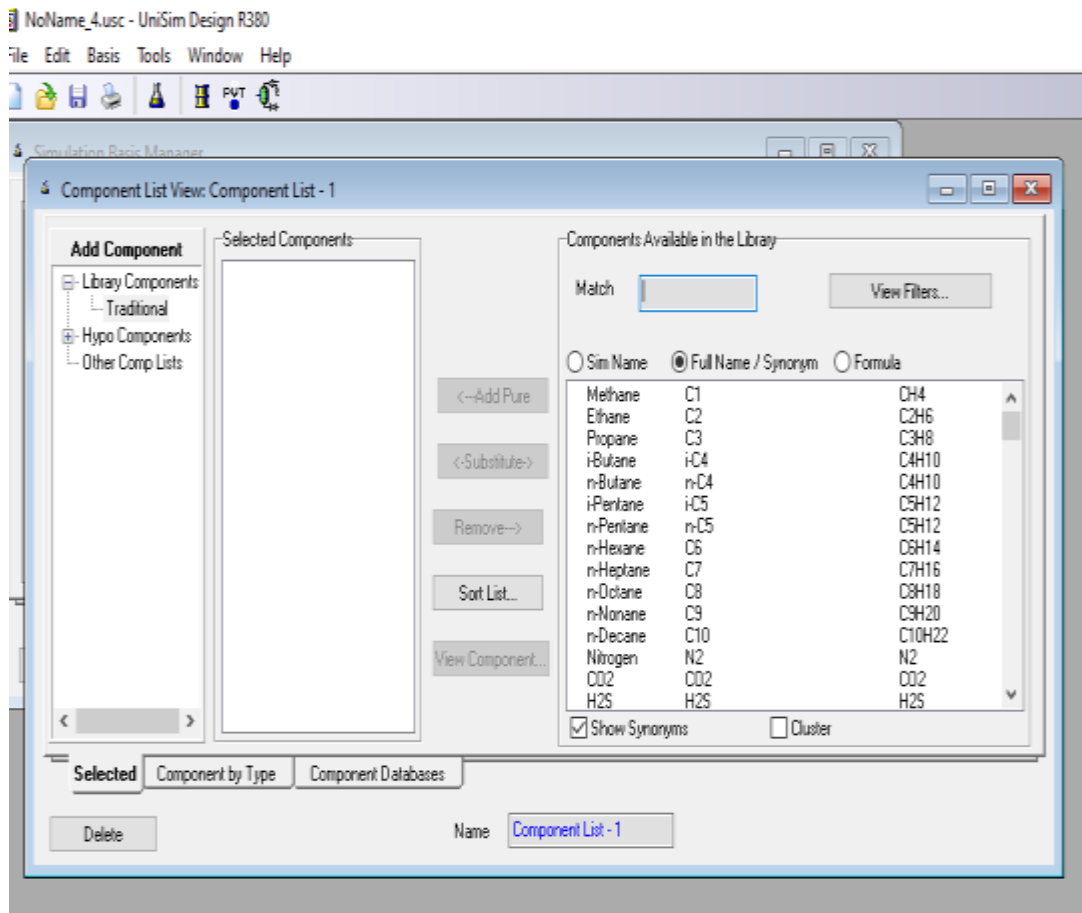 NoName_4.usc - UniSim Design R380
File Edit Basis Tools Window Help
PVT
Simulation Basis Manager
Component List View: Component List - 1
Add Component
Library Components
Traditional
Hypo Components
Other Comp Lists
Selected Components
<---Add Pure
<-Substitute->
Remove--->
Sort List...
View Component...
Components Available in the Library
Match
View Filters...
Sim Name Full Name / Synonym Formula
Methane C1 CH4
Ethane C2 C2H6
Propane C3 C3H8
i-Butane i-C4 C4H10
n-Butane n-C4 C4H10
i-Pentane i-C5 C5H12
n-Pentane n-C5 C5H12
n-Hexane C6 C6H14
n-Heptane C7 C7H16
n-Octane C8 C8H18
n-Nonane C9 C9H20
n-Decane C10 C10H22
Nitrogen N2 N2
CO2 CO2 CO2
H2S H2S H2S
Show Synonyms Cluster
Selected Component by Type Component Databases
Delete
Name Component List - 1